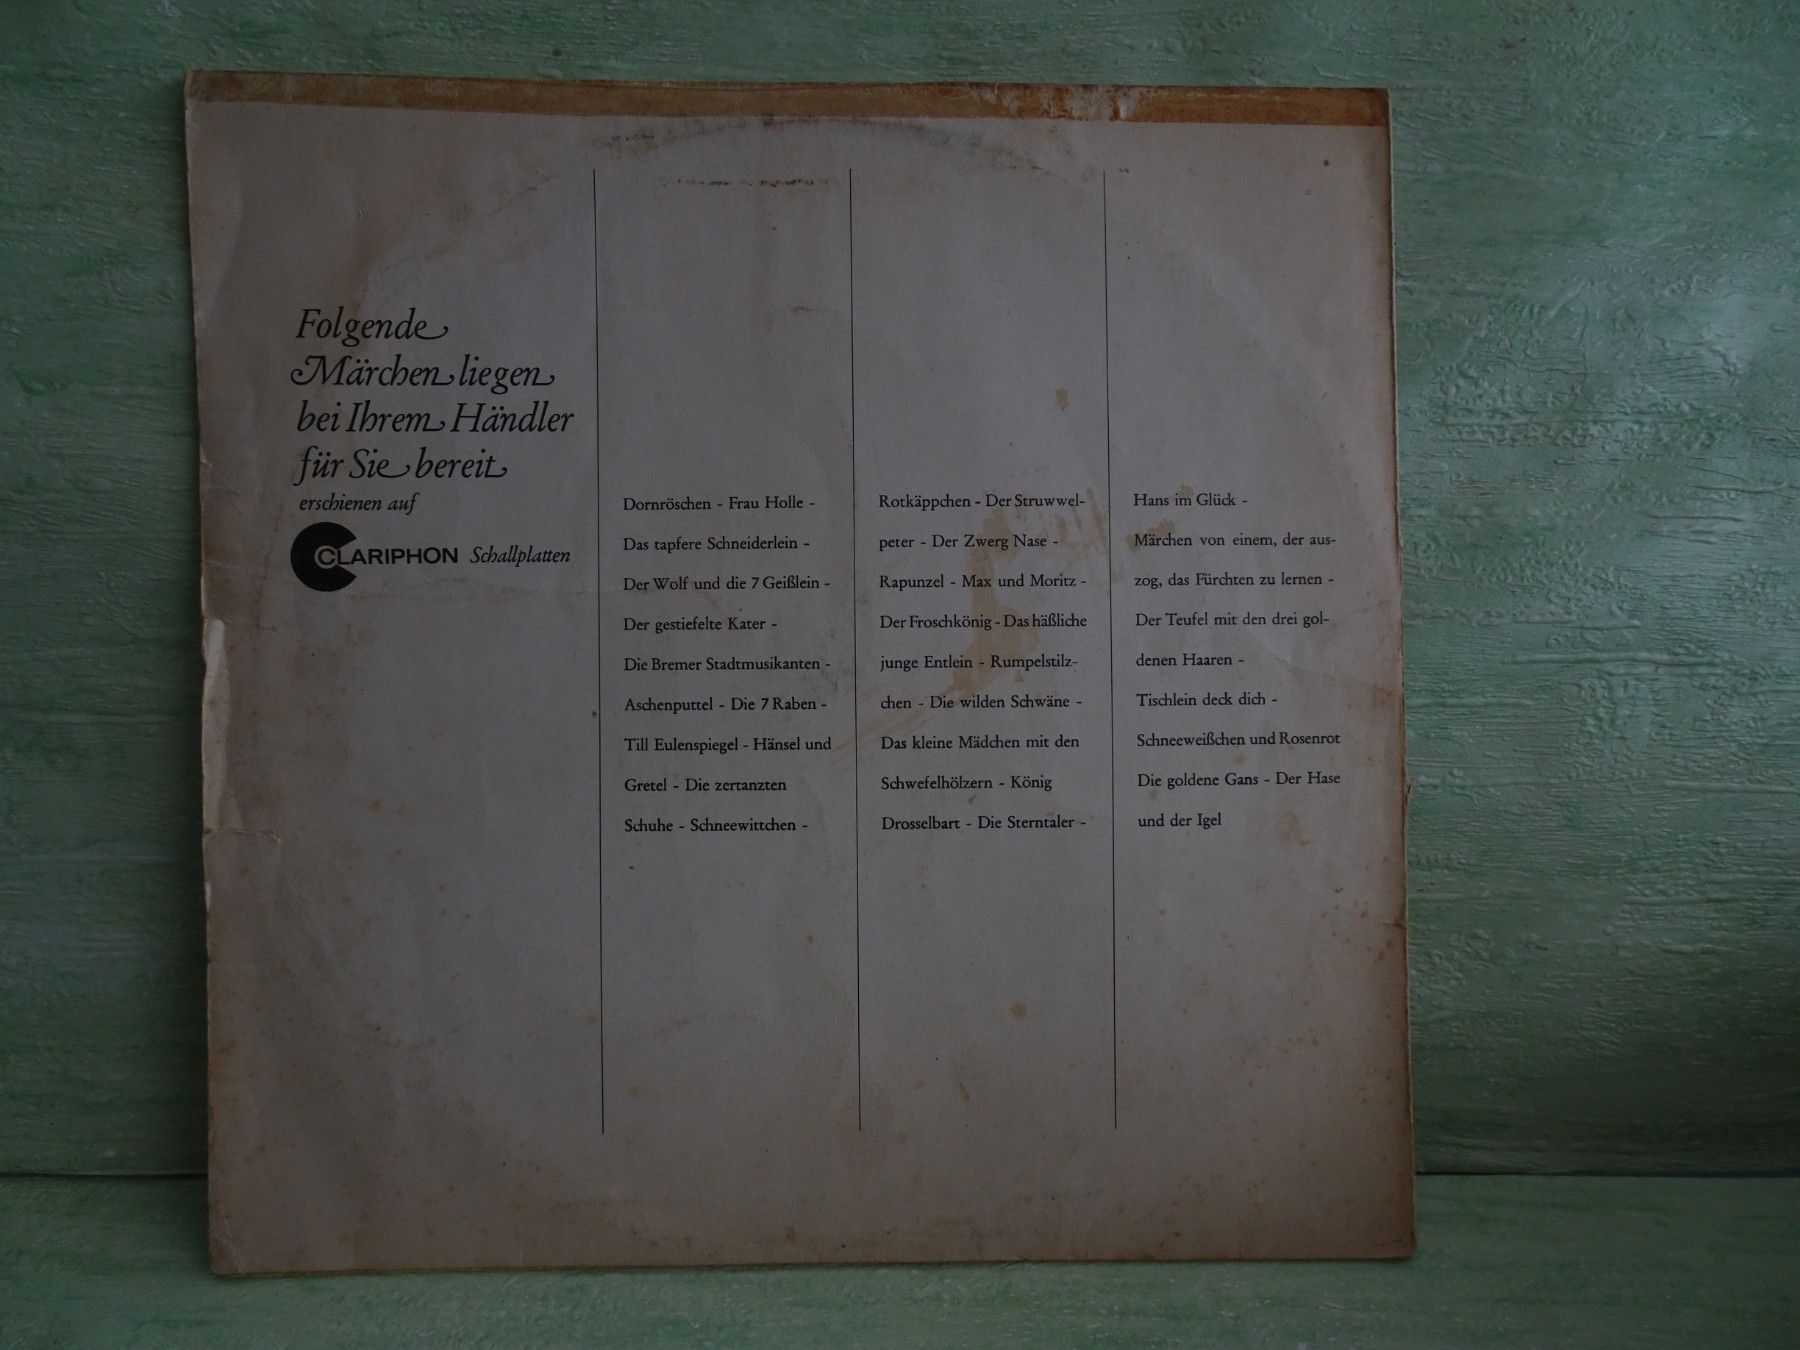 Folgende
Märchen liegen
bei Ihrem Händler
für Sie bereit
erschienen auf
CLARIPHON Schallplatten
Dornröschen - Frau Holle -
Das tapfere Schneiderlein -
Der Wolf und die 7 Geißlein -
Der gestiefelte Kater -
Die Bremer Stadtmusikanten -
Aschenputtel - Die 7 Raben -
Till Eulenspiegel - Hänsel und
Gretel - Die zertanzten
Schuhe - Schneewittchen -
Rotkäppchen - Der Struwwel-
peter - Der Zwerg Nase -
Rapunzel - Max und Moritz -
Der Froschkönig - Das häßliche
junge Entlein - Rumpelstilz-
chen - Die wilden Schwäne -
Das kleine Mädchen mit den
Schwefelhölzern - König
Drosselbart - Die Sterntaler -
Hans im Glück -
Märchen von einem, der aus-
zog, das Fürchten zu lernen -
Der Teufel mit den drei gol-
denen Haaren -
Tischlein deck dich -
Schneeweißchen und Rosenrot
Die goldene Gans - Der Hase
und der Igel